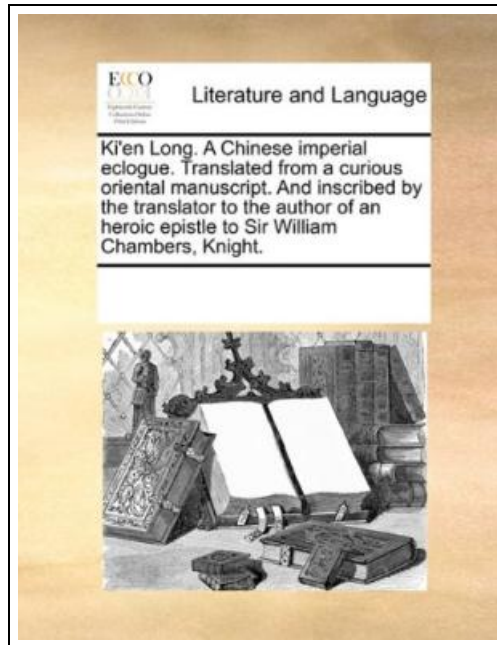 ECCO
Literature and Language
Ki'en Long. A Chinese imperial
eclogue. Translated from a curious
oriental manuscript. And inscribed by
the translator to the author of an
heroic epistle to Sir William
Chambers, Knight.